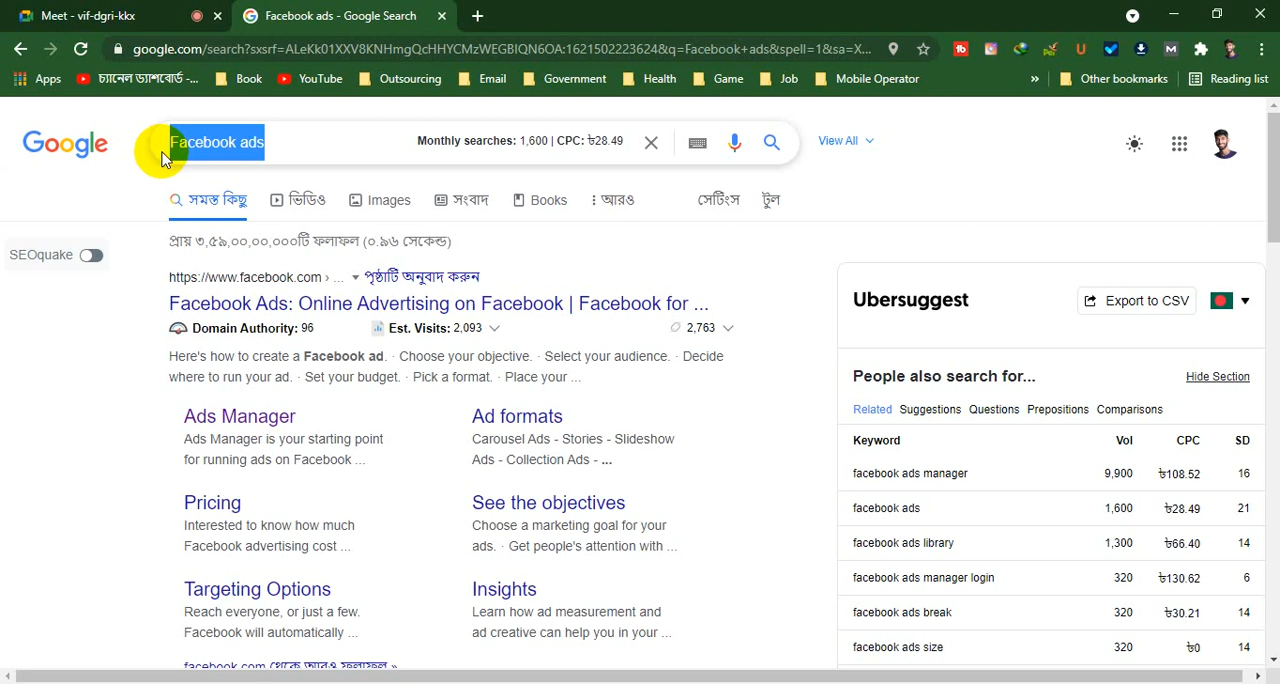 Meet - vif-dgri-kkx
Facebook ads - Google Search
google.com/search?sxsrf=ALeKk01XXV8KNHmgQcHHYCMzWEGBIQN6OA:1621502223624&q=Facebook+ads&spell=1&sa=X...
Apps চ্যানেল ড্যাশবোর্ড -... Book YouTube Outsourcing Email Government Health Game Job Mobile Operator » Other bookmarks Reading list
Google
Facebook ads Monthly searches: 1,600 | CPC: ৳28.49 View All
সমস্ত কিছু ভিডিও Images সংবাদ Books আরও সেটিংস টুল
SEOquake
প্রায় ৩,৫৯,০০,০০,০০০টি ফলাফল (০.৯৬ সেকেন্ড)
https://www.facebook.com › ... পৃষ্ঠাটি অনুবাদ করুন
Facebook Ads: Online Advertising on Facebook | Facebook for ...
Domain Authority: 96 Est. Visits: 2,093 2,763
Here's how to create a Facebook ad. · Choose your objective. · Select your audience. · Decide
where to run your ad. · Set your budget. · Pick a format. · Place your ...
Ads Manager
Ads Manager is your starting point
for running ads on Facebook ...
Ad formats
Carousel Ads - Stories - Slideshow
Ads - Collection Ads - ...
Pricing
Interested to know how much
Facebook advertising cost ...
See the objectives
Choose a marketing goal for your
ads. · Get people's attention with ...
Targeting Options
Reach everyone, or just a few.
Facebook will automatically ...
Insights
Learn how ad measurement and
ad creative can help you in your ...
facebook.com থেকে আরও ফলাফল »
Ubersuggest
Export to CSV
People also search for...
Hide Section
Related Suggestions Questions Prepositions Comparisons
Keyword Vol CPC SD
facebook ads manager 9,900 ৳108.52 16
facebook ads 1,600 ৳28.49 21
facebook ads library 1,300 ৳66.40 14
facebook ads manager login 320 ৳130.62 6
facebook ads break 320 ৳30.21 14
facebook ads size 320 ৳0 14